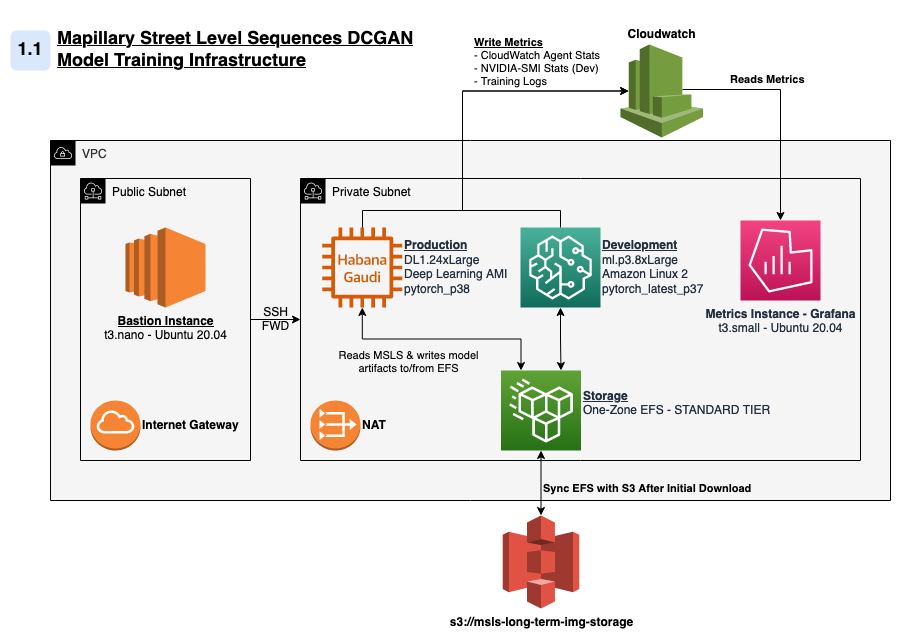 1.1
Mapillary Street Level Sequences DCGAN
Model Training Infrastructure
Write Metrics
- CloudWatch Agent Stats
- NVIDIA-SMI Stats (Dev)
- Training Logs
Cloudwatch
Reads Metrics
VPC
Public Subnet
Private Subnet
Habana
Gaudi
Production
DL1.24xLarge
Deep Learning AMI
pytorch_p38
Development
ml.p3.8xLarge
Amazon Linux 2
pytorch_latest_p37
Metrics Instance - Grafana
t3.small - Ubuntu 20.04
Bastion Instance
t3.nano - Ubuntu 20.04
SSH
FWD
Reads MSLS & writes model
artifacts to/from EFS
Storage
One-Zone EFS - STANDARD TIER
Internet Gateway
NAT
Sync EFS with S3 After Initial Download
s3://msls-long-term-img-storage